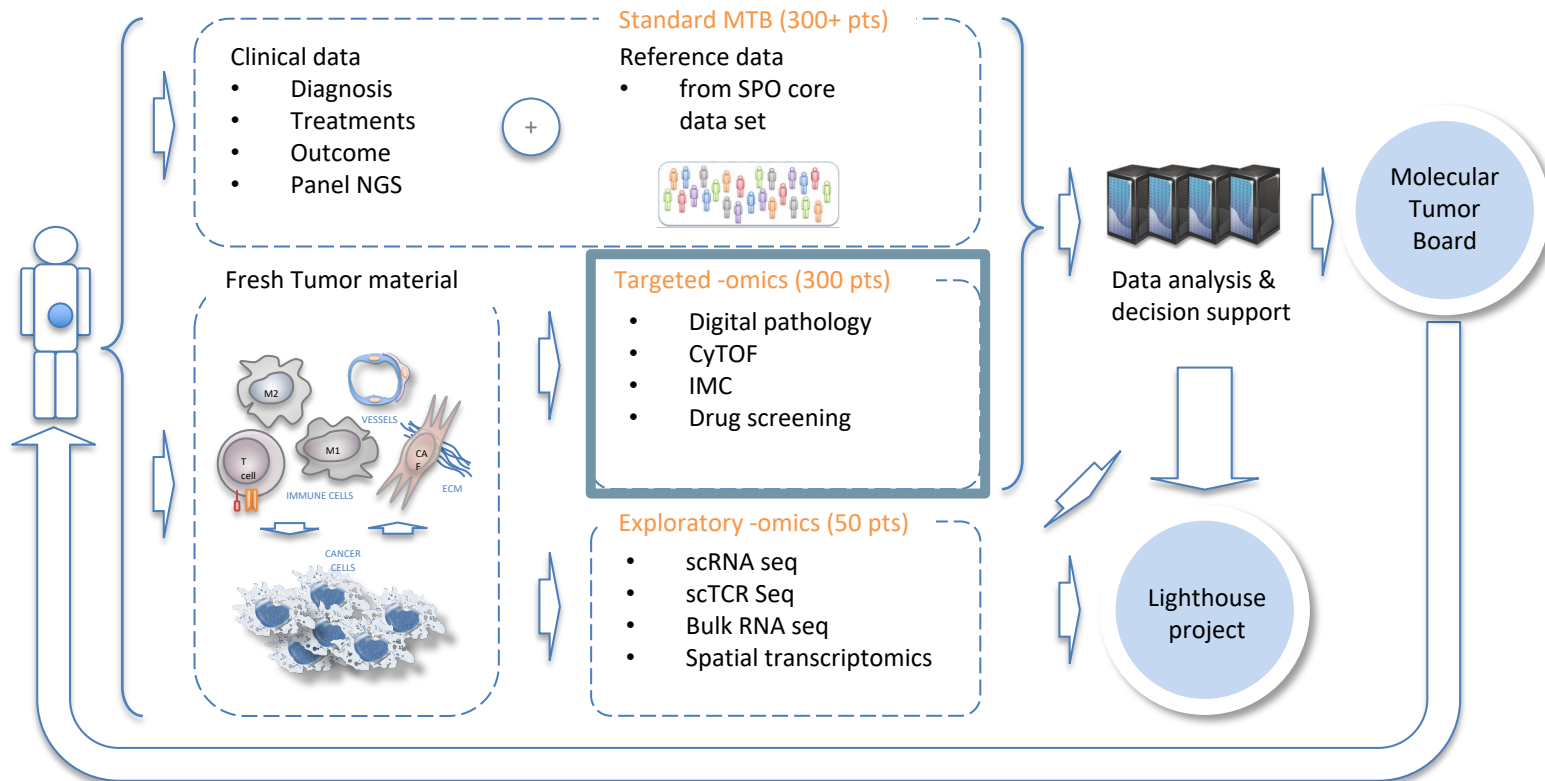 Standard MTB (300+ pts)
Clinical data
• Diagnosis
• Treatments
• Outcome
• Panel NGS
+
Reference data
• from SPO core
data set
Fresh Tumor material
M2
VESSELS
T
cell
M1
CA
F
IMMUNE CELLS
ECM
CANCER
CELLS
Targeted -omics (300 pts)
• Digital pathology
• CyTOF
• IMC
• Drug screening
Exploratory -omics (50 pts)
• scRNA seq
• scTCR Seq
• Bulk RNA seq
• Spatial transcriptomics
Data analysis &
decision support
Molecular
Tumor
Board
Lighthouse
project